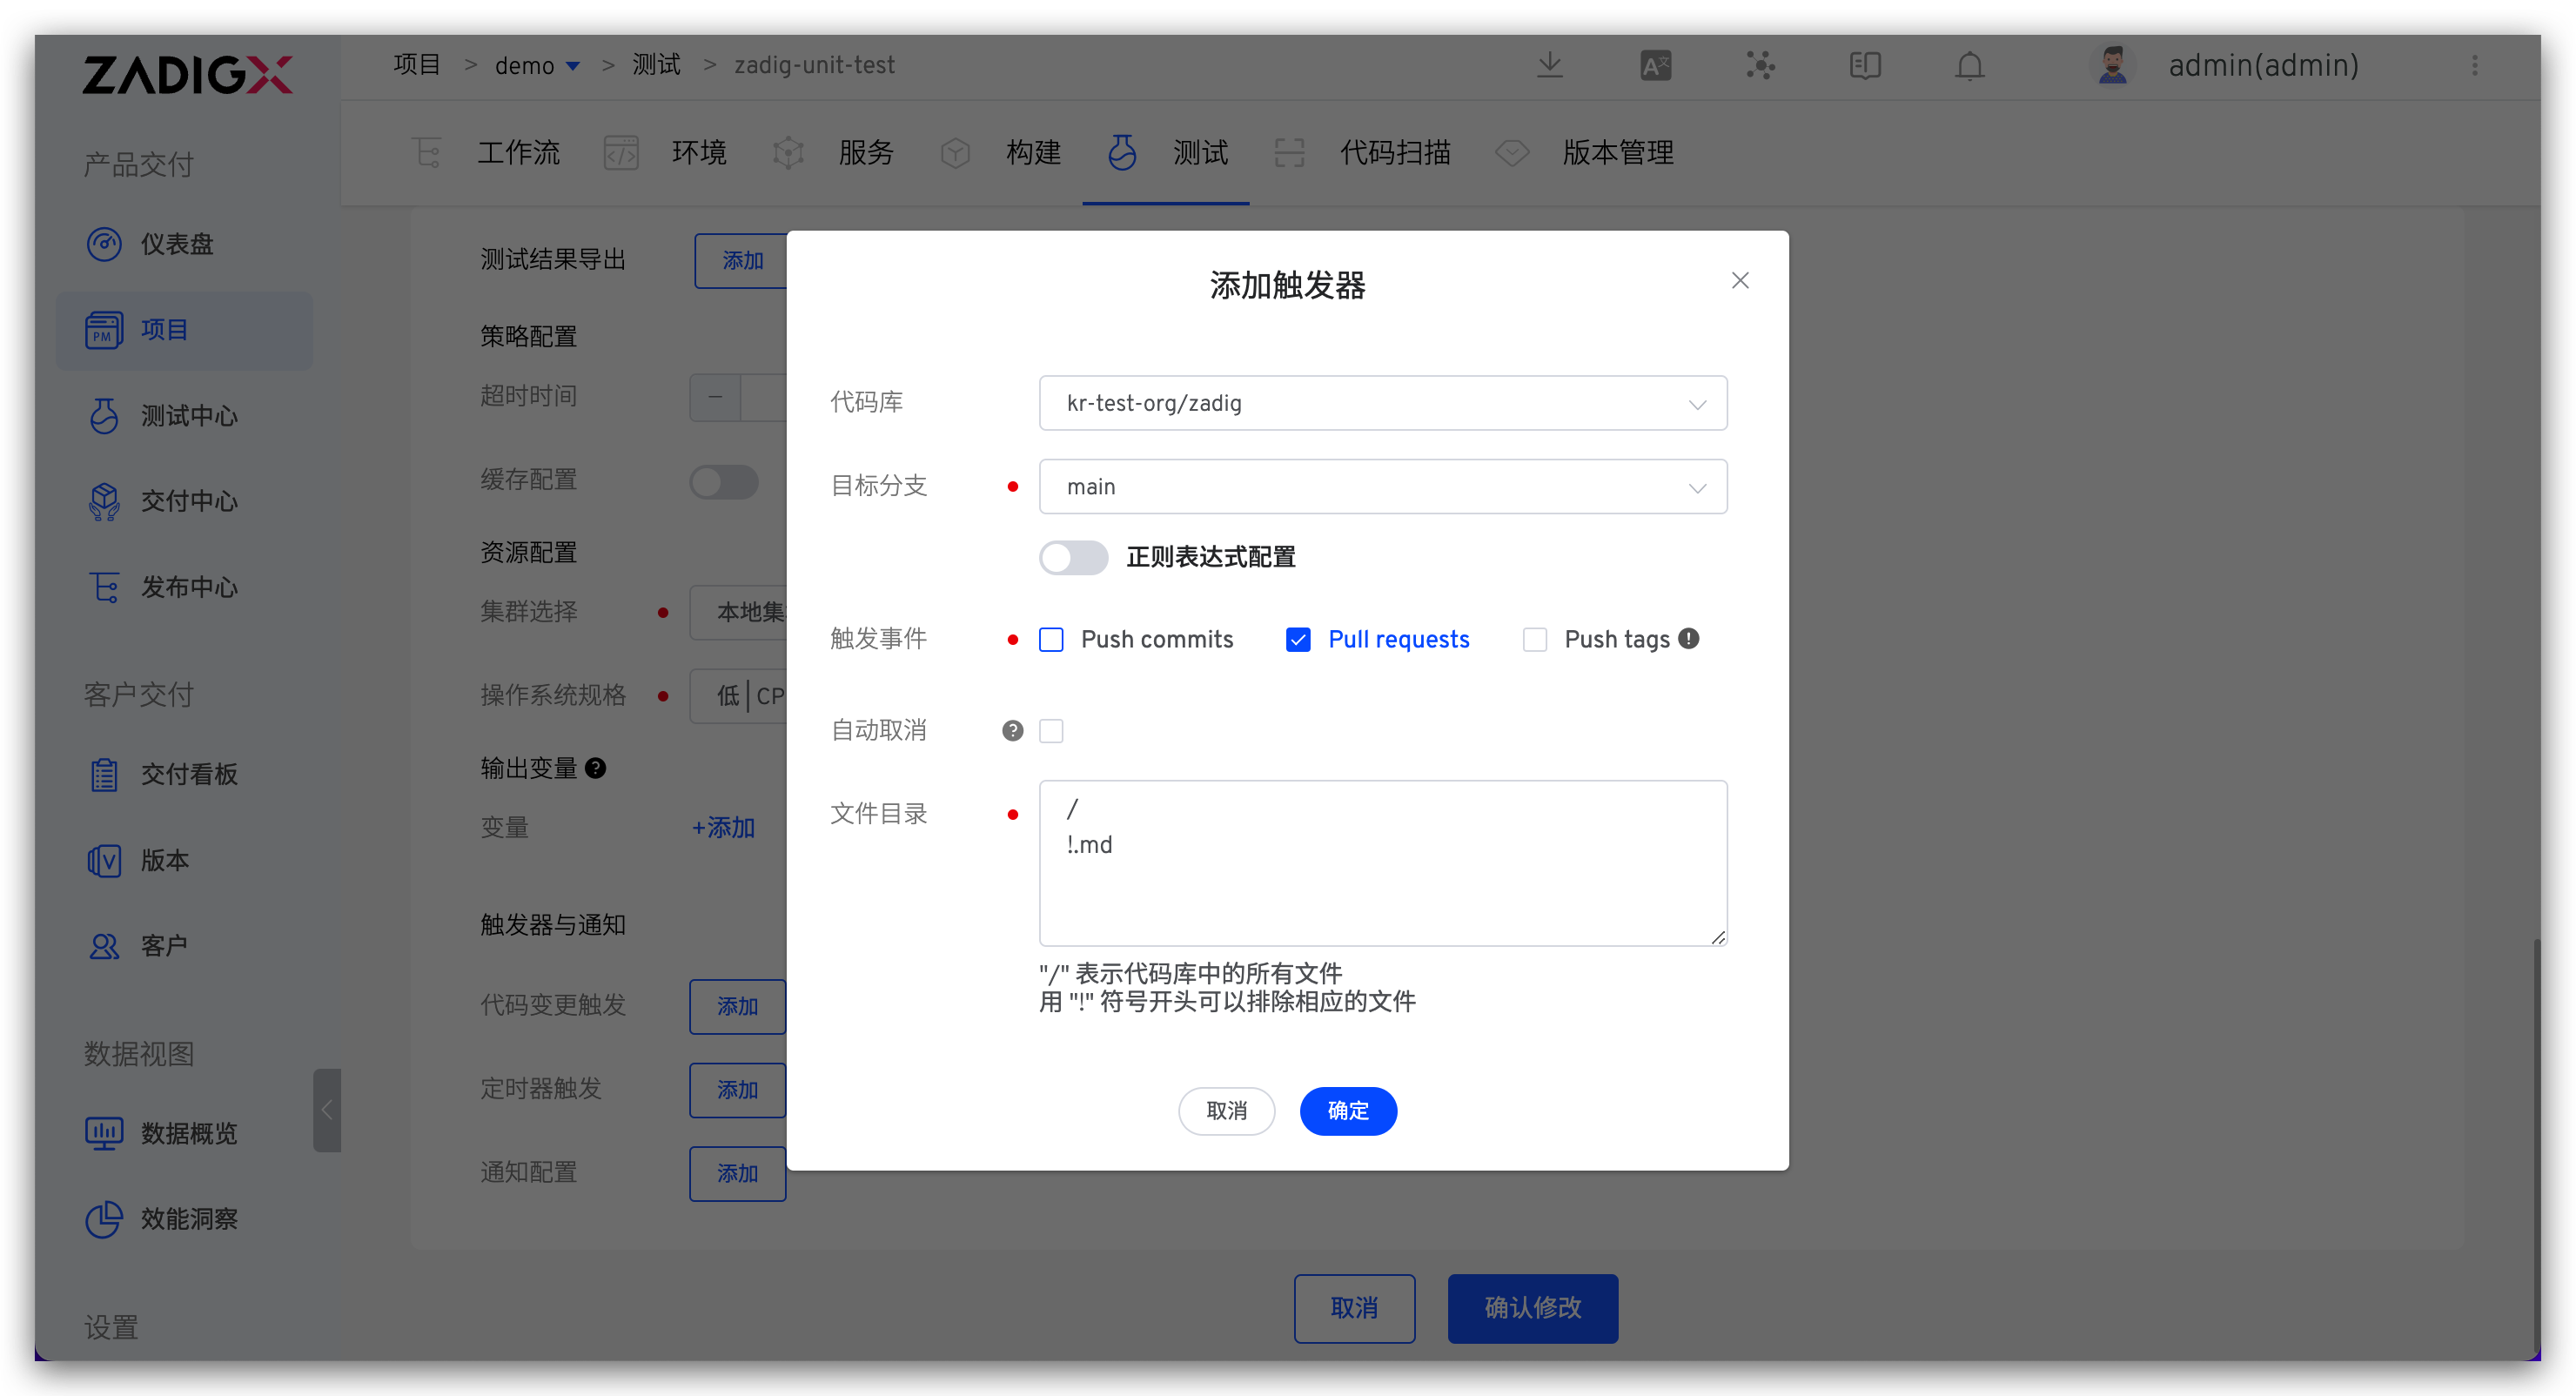 ZADIGX
项目 > demo > 测试 > zadig-unit-test
admin(admin)
工作流 环境 服务 构建 测试 代码扫描 版本管理
产品交付
仪表盘
项目
测试中心
交付中心
发布中心
客户交付
交付看板
版本
客户
数据视图
数据概览
效能洞察
设置
测试结果导出 添加
策略配置
超时时间
缓存配置
资源配置
集群选择 本地集
操作系统规格 低 | CP
输出变量
变量 +添加
触发器与通知
代码变更触发 添加
定时器触发 添加
通知配置 添加
添加触发器
代码库 kr-test-org/zadig
目标分支 main
正则表达式配置
触发事件 Push commits Pull requests Push tags
自动取消
文件目录 /
!.md
"/" 表示代码库中的所有文件
用 "!" 符号开头可以排除相应的文件
取消 确定
取消 确认修改